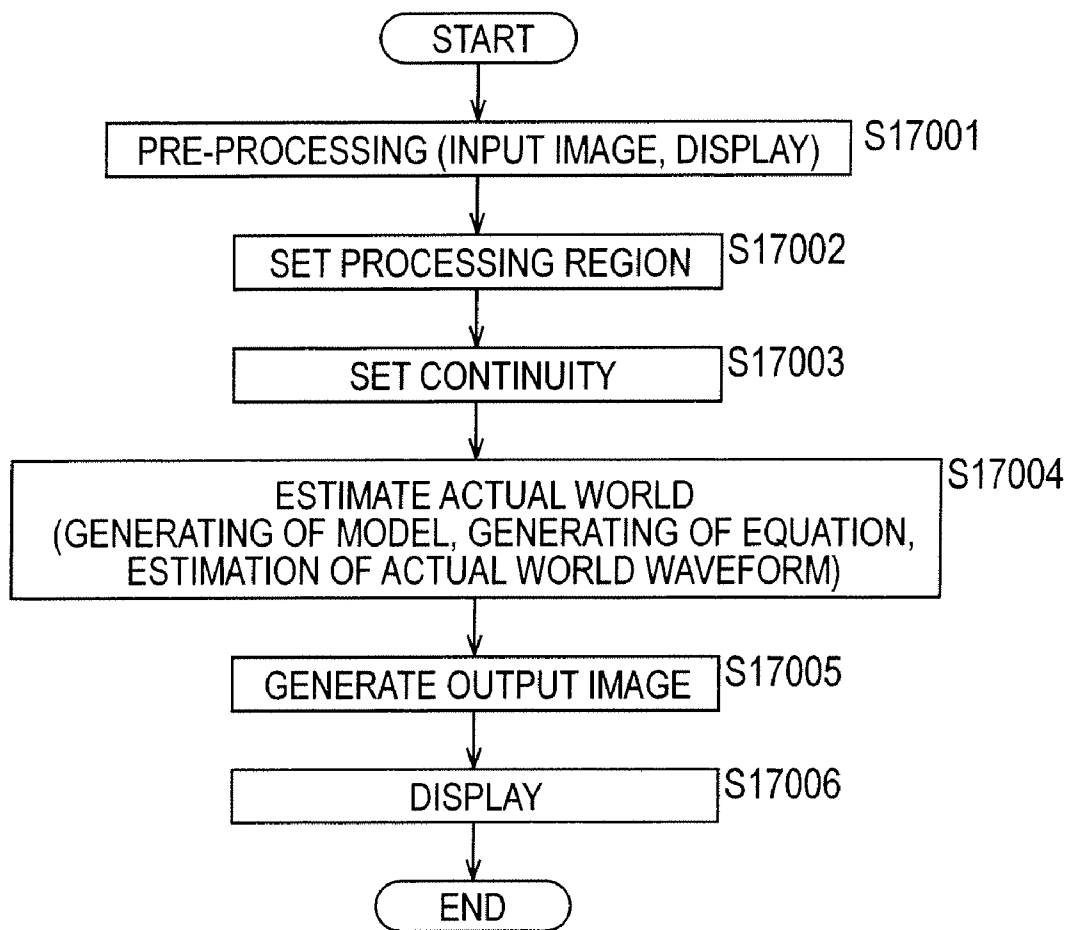 START
PRE-PROCESSING (INPUT IMAGE, DISPLAY)
S17001
SET PROCESSING REGION
S17002
SET CONTINUITY
S17003
ESTIMATE ACTUAL WORLD
(GENERATING OF MODEL, GENERATING OF EQUATION,
ESTIMATION OF ACTUAL WORLD WAVEFORM)
S17004
GENERATE OUTPUT IMAGE
S17005
DISPLAY
S17006
END